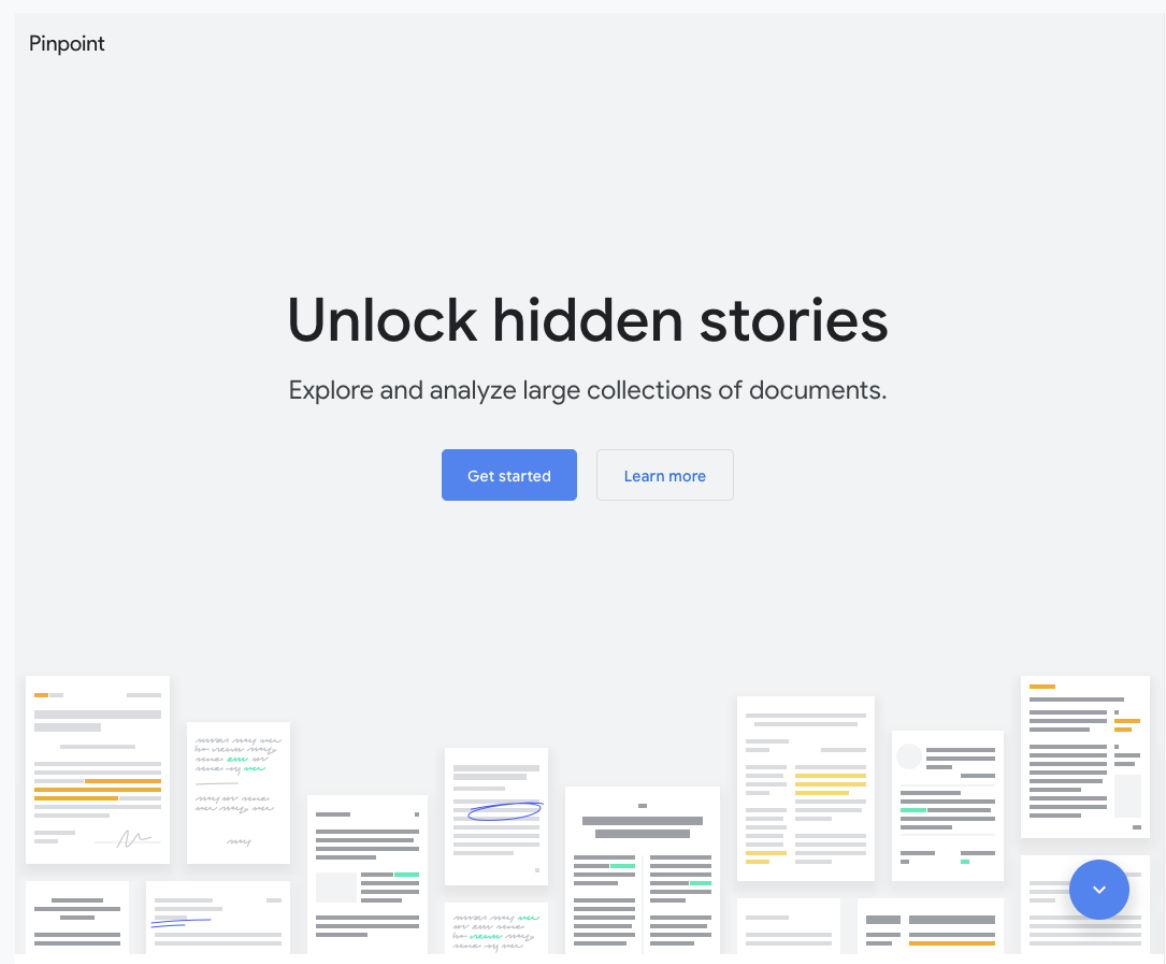 Pinpoint
Unlock hidden stories
Explore and analyze large collections of documents.
Get started
Learn more